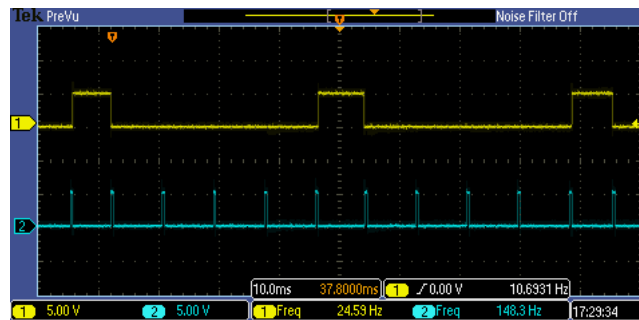 Tek PreVu Noise Filter Off
T T
1
2
10.0ms 37.8000ms 1 / 0.00 V 10.6931 Hz
1 5.00 V 2 5.00 V 1 Freq 24.59 Hz 2 Freq 148.3 Hz 17:29:34